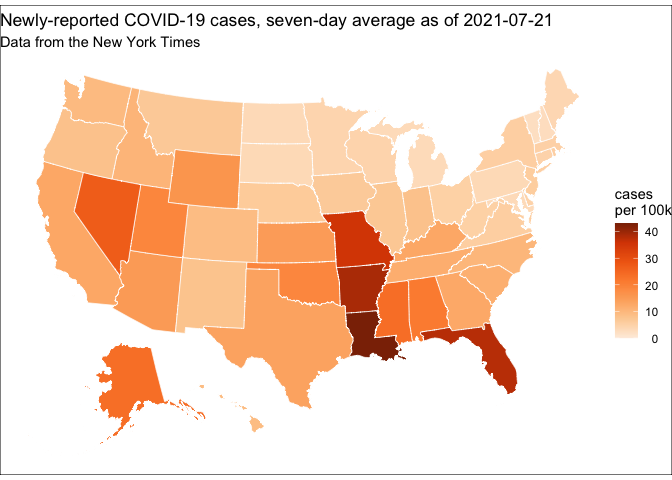 Newly-reported COVID-19 cases, seven-day average as of 2021-07-21
Data from the New York Times
cases
per 100k
40
30
20
10
0